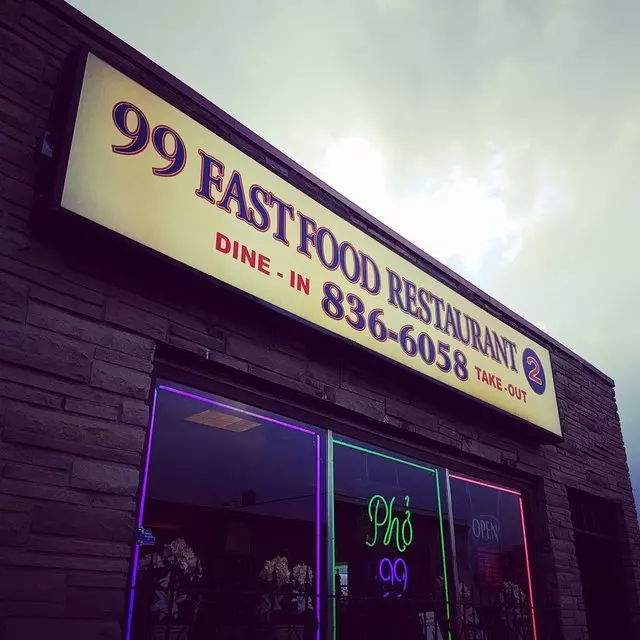 99 FAST FOOD RESTAURANT 2
DINE - IN 836-6058 TAKE-OUT
Phở
99
OPEN